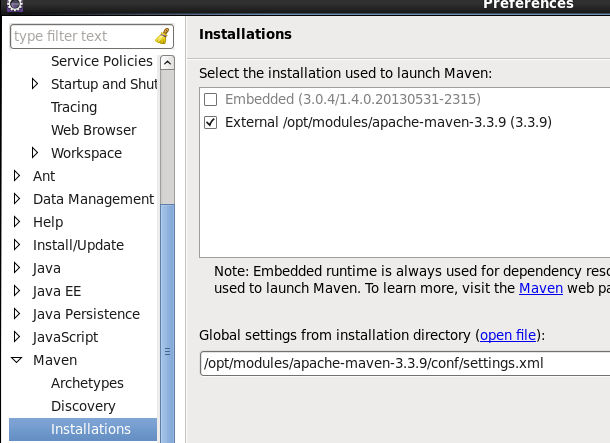 Preferences
type filter text
Service Policies
Startup and Shut
Tracing
Web Browser
Workspace
Ant
Data Management
Help
Install/Update
Java
Java EE
Java Persistence
JavaScript
Maven
Archetypes
Discovery
Installations
Installations
Select the installation used to launch Maven:
Embedded (3.0.4/1.4.0.20130531-2315)
External /opt/modules/apache-maven-3.3.9 (3.3.9)
Note: Embedded runtime is always used for dependency reso
used to launch Maven. To learn more, visit the Maven web pa
Global settings from installation directory (open file):
/opt/modules/apache-maven-3.3.9/conf/settings.xml